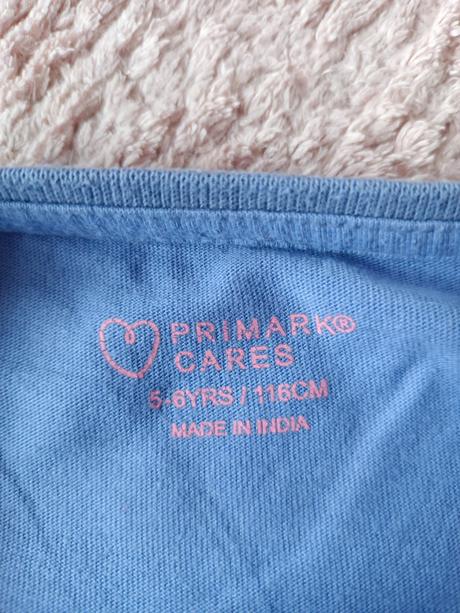 PRIMARK®
CARES
5-6YRS / 116CM
MADE IN INDIA